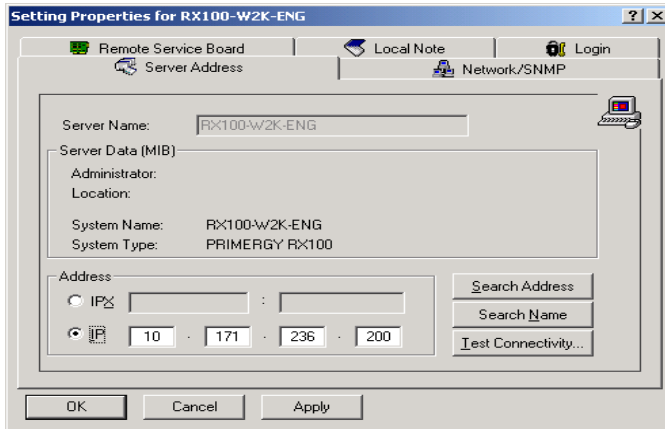 Setting Properties for RX100-W2K-ENG
Remote Service Board Local Note Login
Server Address Network/SNMP
Server Name: RX100-W2K-ENG
Server Data (MIB)
Administrator:
Location:
System Name: RX100-W2K-ENG
System Type: PRIMERGY RX100
Address
IPX :
IP 10 . 171 . 236 . 200
Search Address
Search Name
Test Connectivity...
OK Cancel Apply